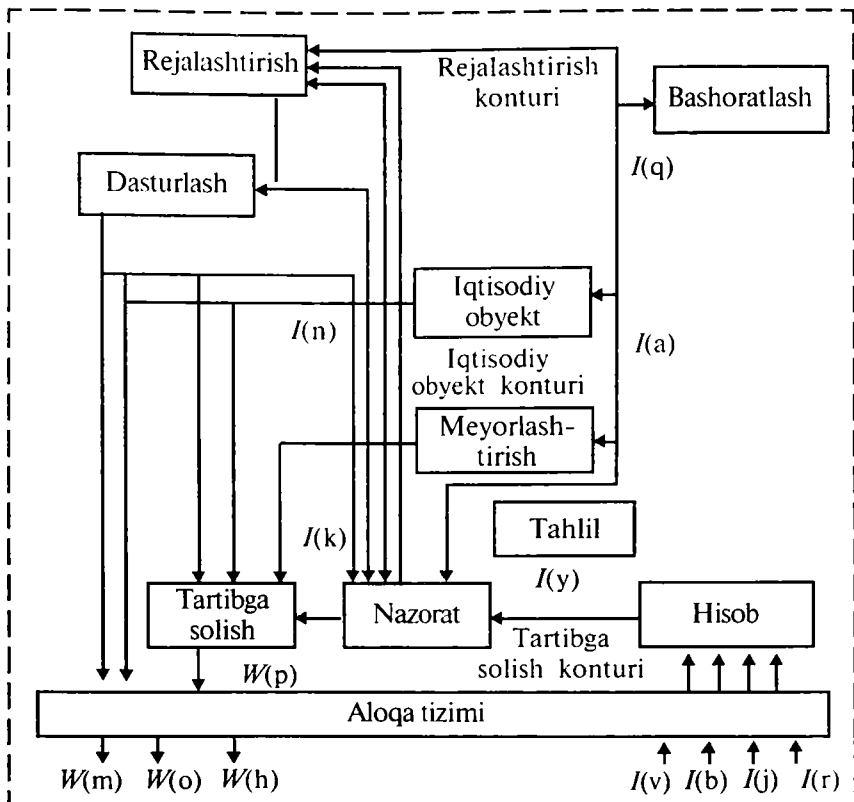 Rejalashtirish
Rejalashtirish
konturi
Bashoratlash
Dasturlash
I(q)
Iqtisodiy
obyekt
I(n)
I(a)
Iqtisodiy
obyekt konturi
Meyorlash-
tirish
Tahlil
I(k)
I(y)
Tartibga
solish
Nazorat
Hisob
Tartibga
solish konturi
W(p)
Aloqa tizimi
W(m)
W(o)
W(h)
I(v)
I(b)
I(j)
I(r)